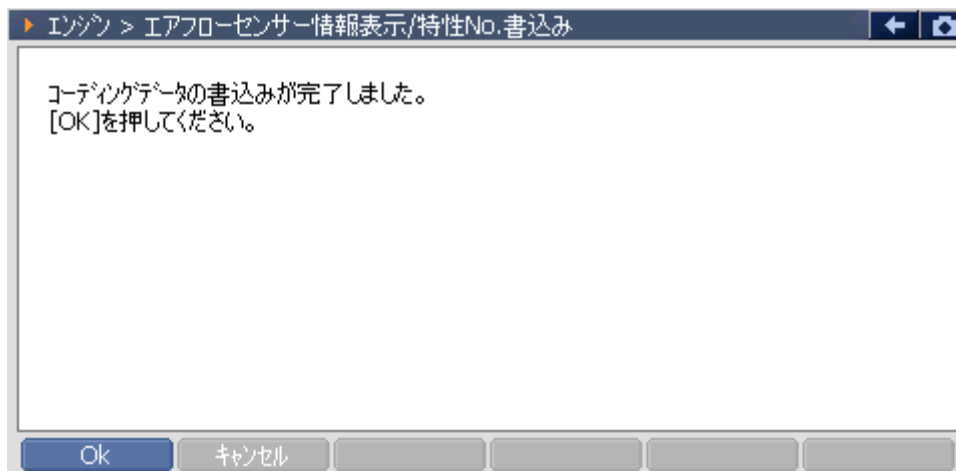 エンジン > エアフローセンサー情報表示/特性No.書込み
ｺｰﾃﾞｨﾝｸﾞﾃﾞｰﾀの書込みが完了しました。
[OK]を押してください。
Ok
ｷｬﾝｾﾙ